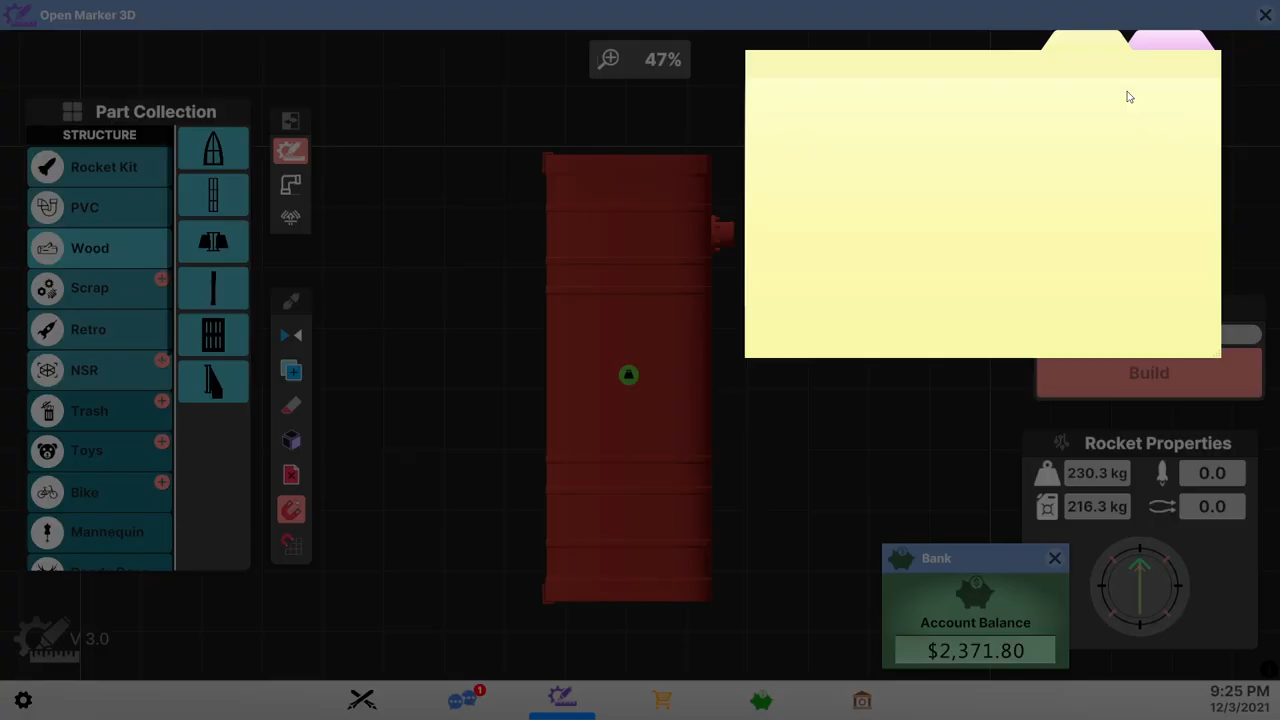 Open Marker 3D
47%
Part Collection
STRUCTURE
Rocket Kit
PVC
Wood
Scrap
Retro
NSR
Trash
Toys
Bike
Mannequin
Build
Rocket Properties
230.3 kg
0.0
216.3 kg
0.0
Bank
Account Balance
$2,371.80
V 3.0
1
9:25 PM
12/3/2021